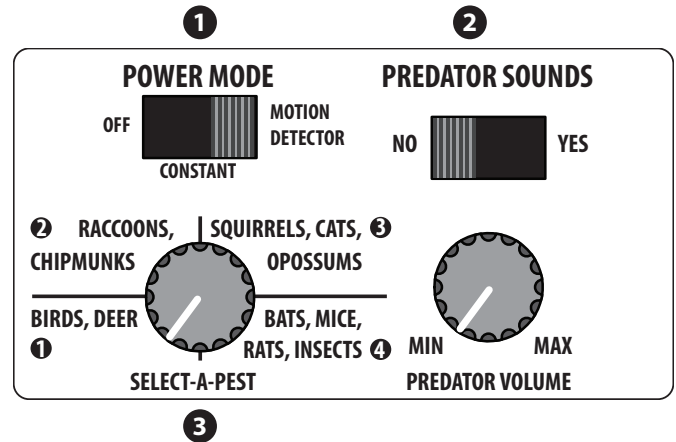 1
2
POWER MODE
PREDATOR SOUNDS
OFF
MOTION
DETECTOR
CONSTANT
NO
YES
2 RACCOONS,
CHIPMUNKS
SQUIRRELS, CATS, 3
OPOSSUMS
BIRDS, DEER
1
BATS, MICE,
RATS, INSECTS 4
SELECT-A-PEST
MIN
MAX
PREDATOR VOLUME
3